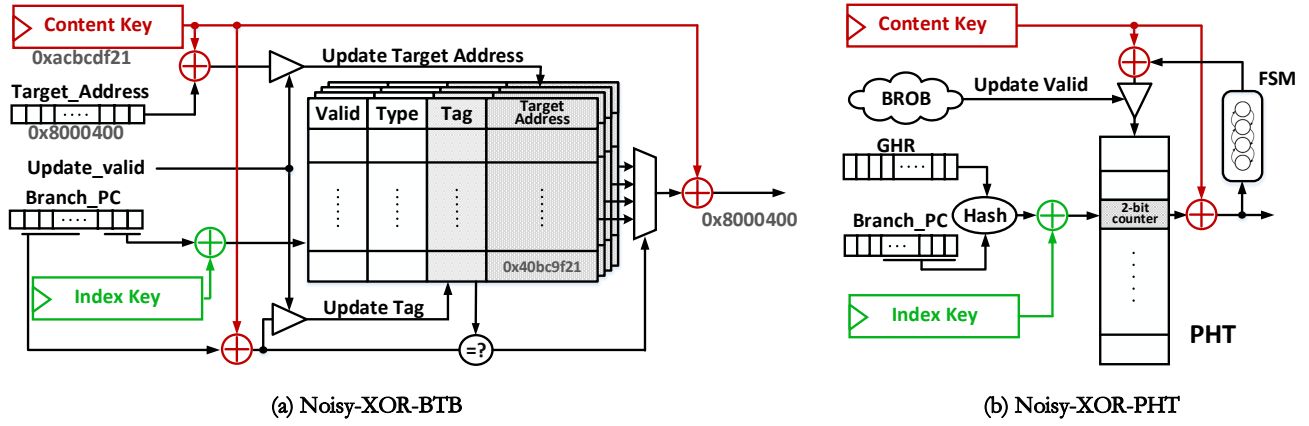 Content Key
0xacbcdf21
Update Target Address
Target_Address
0x8000400
Valid
Type
Tag
Target
Address
Update_valid
Branch_PC
0x8000400
0x40bc9f21
Index Key
Update Tag
=?
(a) Noisy-XOR-BTB
Content Key
FSM
BROB
Update Valid
GHR
Hash
2-bit
counter
Branch_PC
Index Key
PHT
(b) Noisy-XOR-PHT